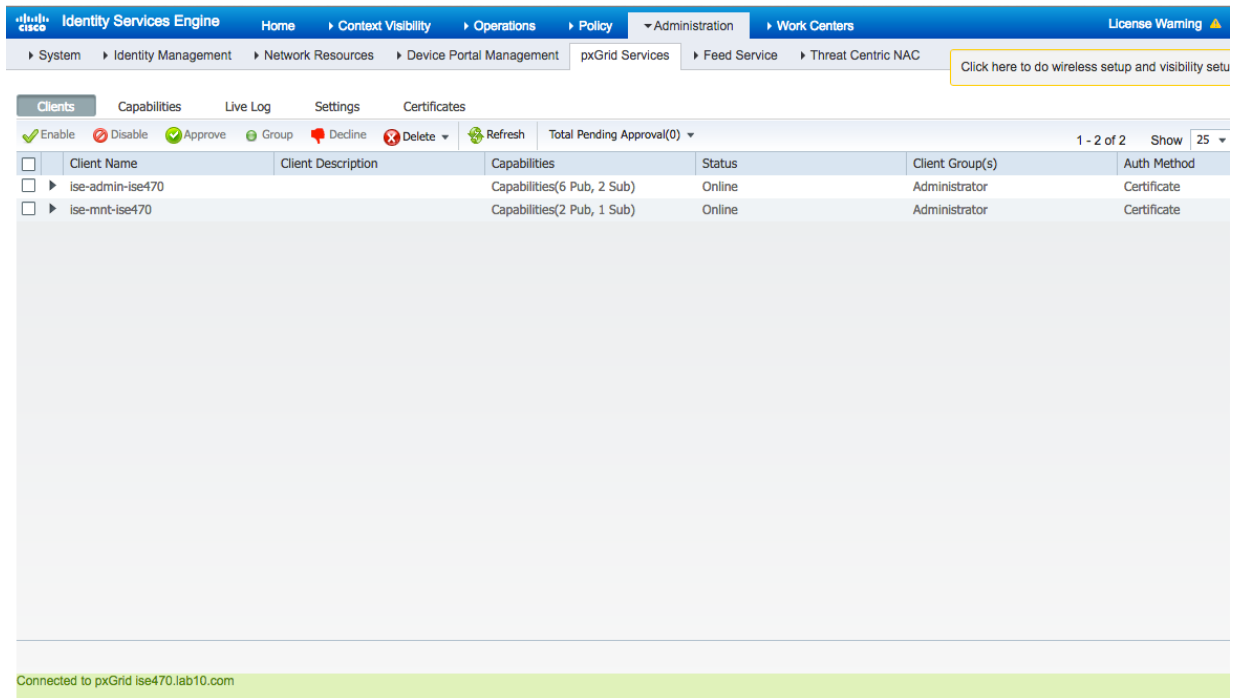 cisco Identity Services Engine Home Context Visibility Operations Policy Administration Work Centers License Warning
System Identity Management Network Resources Device Portal Management pxGrid Services Feed Service Threat Centric NAC
Click here to do wireless setup and visibility setu
Clients Capabilities Live Log Settings Certificates
Enable Disable Approve Group Decline Delete Refresh Total Pending Approval(0) 1 - 2 of 2 Show 25
Client Name Client Description Capabilities Status Client Group(s) Auth Method
ise-admin-ise470 Capabilities(6 Pub, 2 Sub) Online Administrator Certificate
ise-mnt-ise470 Capabilities(2 Pub, 1 Sub) Online Administrator Certificate
Connected to pxGrid ise470.lab10.com